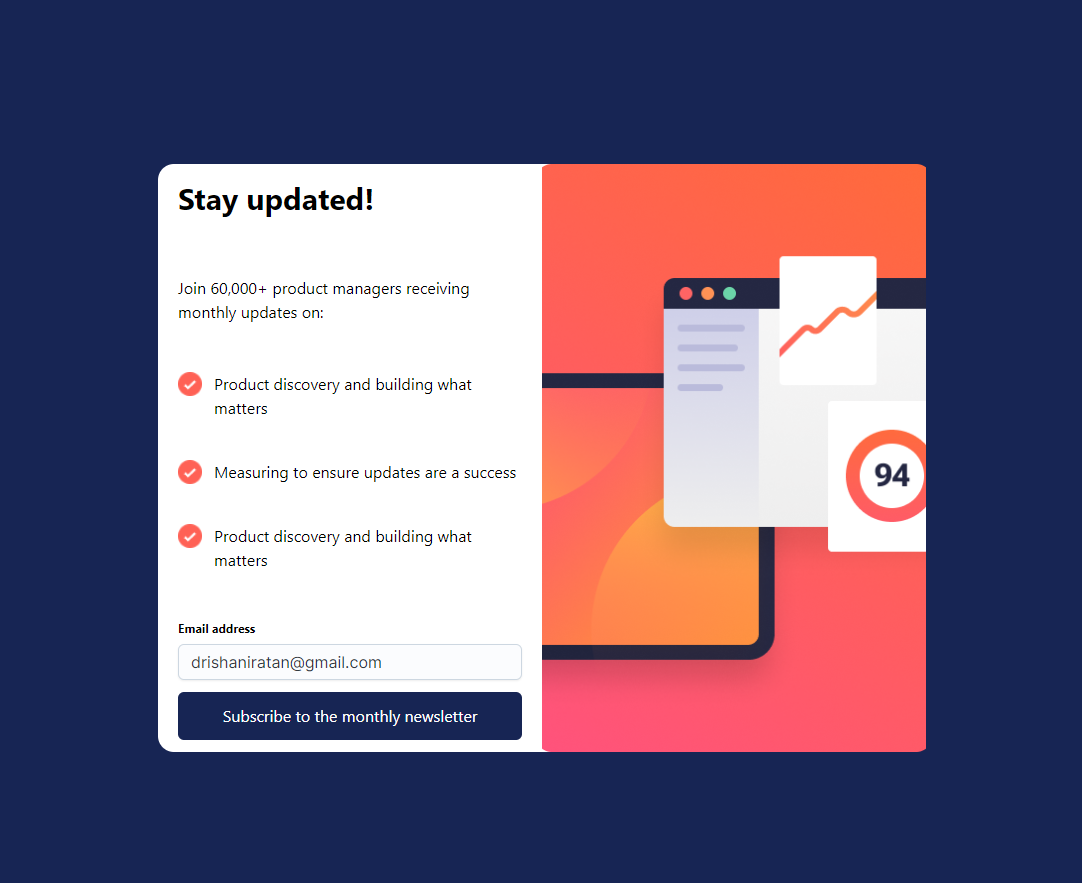 Stay updated!
Join 60,000+ product managers receiving
monthly updates on:
Product discovery and building what
matters
Measuring to ensure updates are a success
Product discovery and building what
matters
Email address
drishaniratan@gmail.com
Subscribe to the monthly newsletter
94